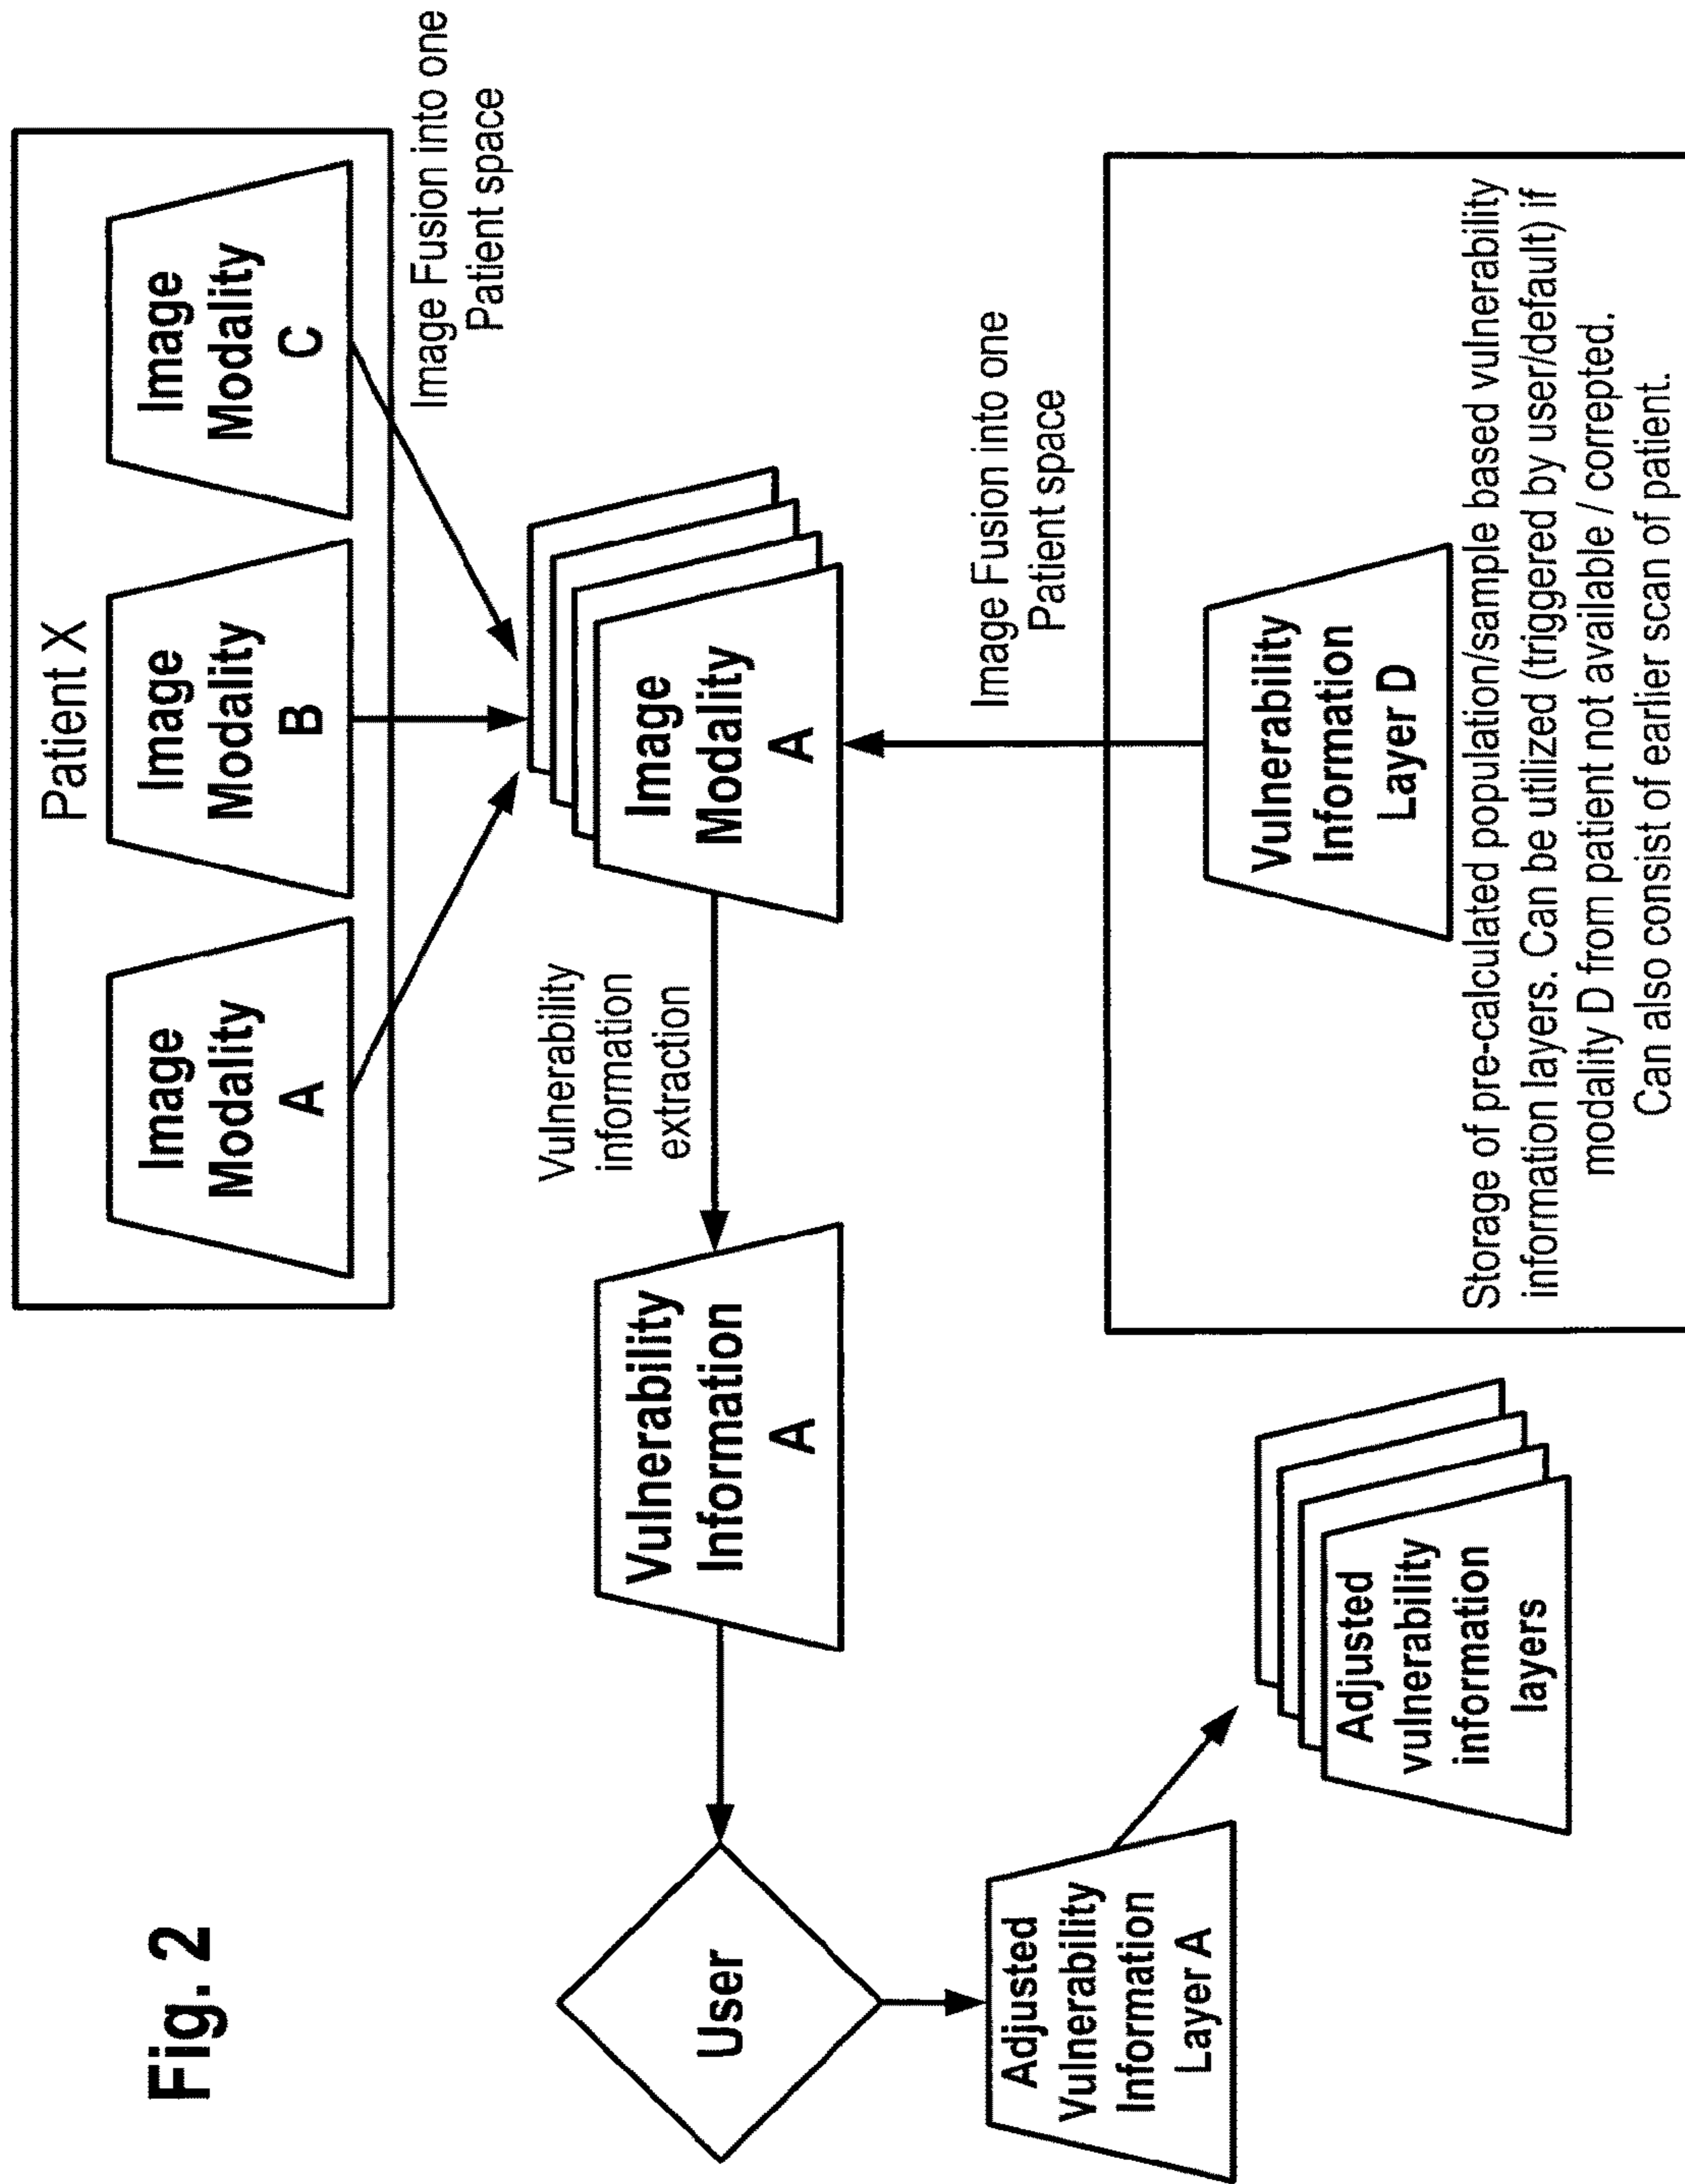 Fig. 2
Patient X
Image
Modality
A
Image
Modality
B
Image
Modality
C
Image Fusion into one
Patient space
Image
Modality
A
Vulnerability
information
extraction
Vulnerability
Information
A
User
Adjusted
Vulnerability
Information
Layer A
Adjusted
vulnerability
information
layers
Image Fusion into one
Patient space
Vulnerability
Information
Layer D
Storage of pre-calculated population/sample based vulnerability
information layers. Can be utilized (triggered by user/default) if
modality D from patient not available / correpted.
Can also consist of earlier scan of patient.